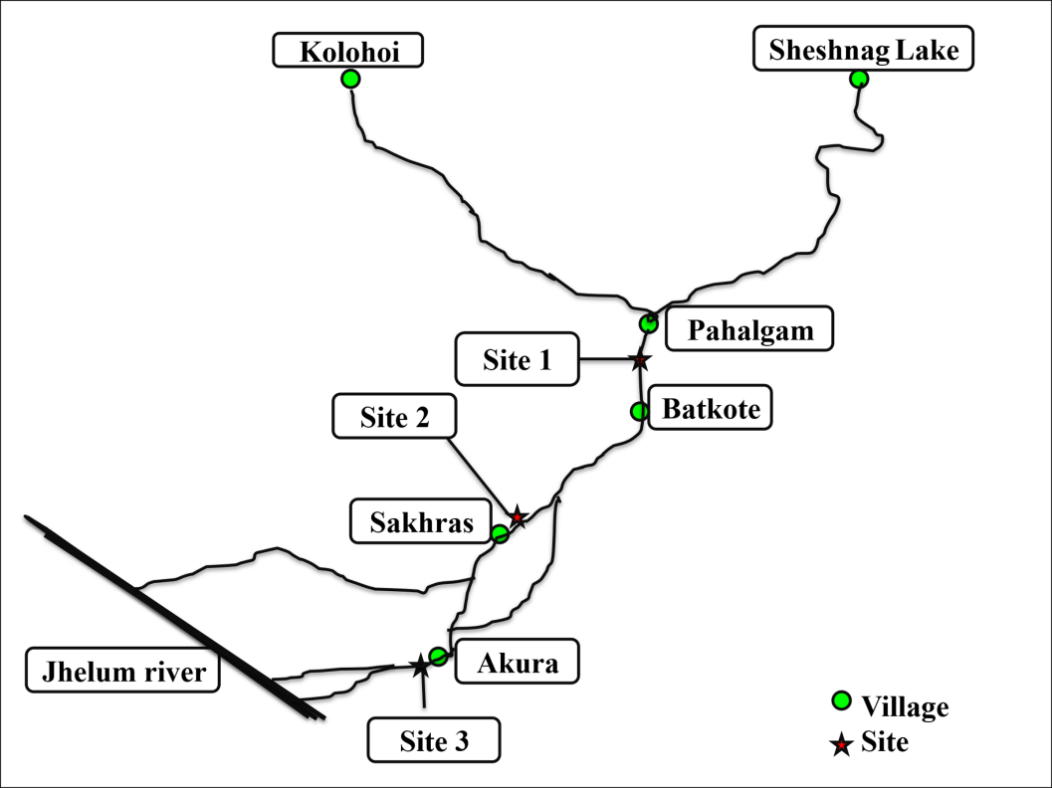 Kolohoi
Sheshnag Lake
Pahalgam
Site 1
Batkote
Site 2
Sakhras
Jhelum river
Akura
Site 3
Village
Site